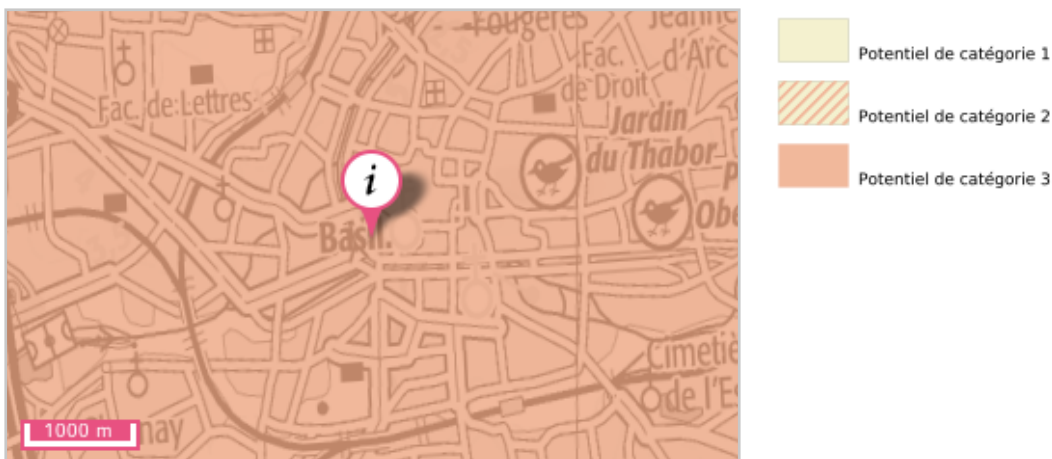 Fougères
Jeanne
d'Arc
Fac.
de Droit
Fac. de Lettres
Jardin
du Thabor
i
Basil.
Cimetiè
de l'E
1000 m
nay
Potentiel de catégorie 1
Potentiel de catégorie 2
Potentiel de catégorie 3